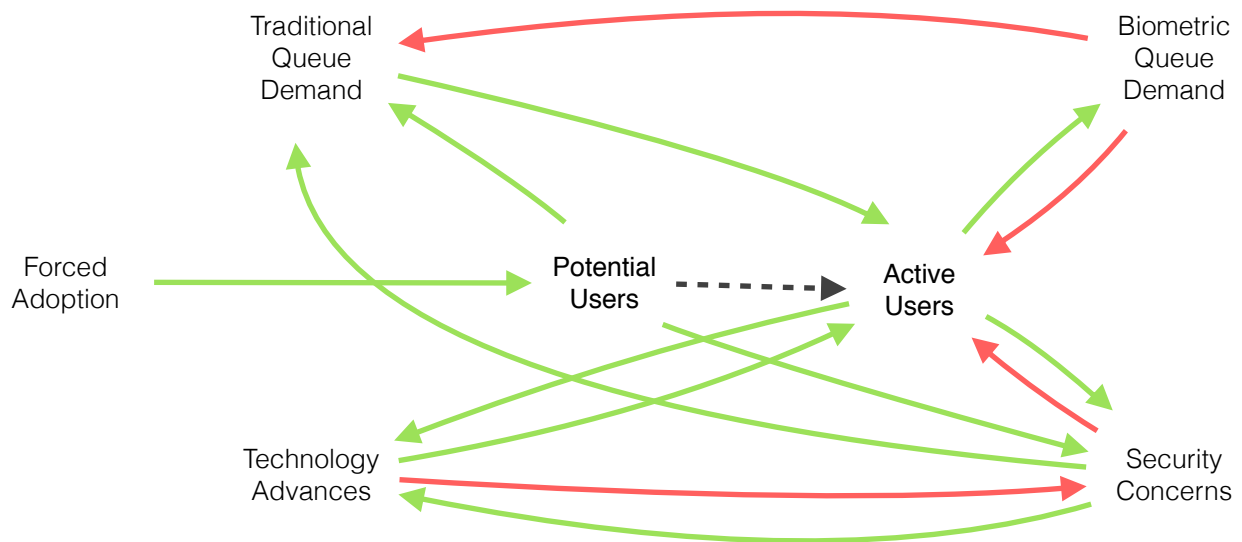 Traditional
Queue
Demand
Biometric
Queue
Demand
Forced
Adoption
Potential
Users
Active
Users
Technology
Advances
Security
Concerns